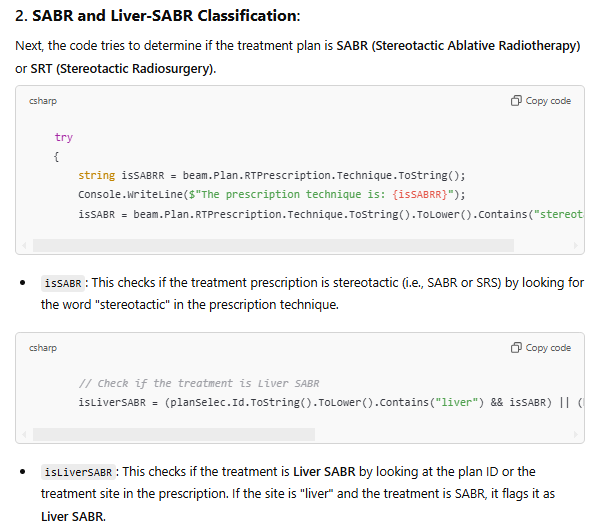 2. SABR and Liver-SABR Classification:
Next, the code tries to determine if the treatment plan is SABR (Stereotactic Ablative Radiotherapy)
or SRT (Stereotactic Radiosurgery).
csharp Copy code
try
{
string isSABRR = beam.Plan.RTPrescription.Technique.ToString();
Console.WriteLine($"The prescription technique is: {isSABRR}");
isSABR = beam.Plan.RTPrescription.Technique.ToString().ToLower().Contains("stereot
• isSABR : This checks if the treatment prescription is stereotactic (i.e., SABR or SRS) by looking for
the word "stereotactic" in the prescription technique.
csharp Copy code
// Check if the treatment is Liver SABR
isLiverSABR = (planSelec.Id.ToString().ToLower().Contains("liver") && isSABR) || (
• isLiverSABR : This checks if the treatment is Liver SABR by looking at the plan ID or the
treatment site in the prescription. If the site is "liver" and the treatment is SABR, it flags it as
Liver SABR.